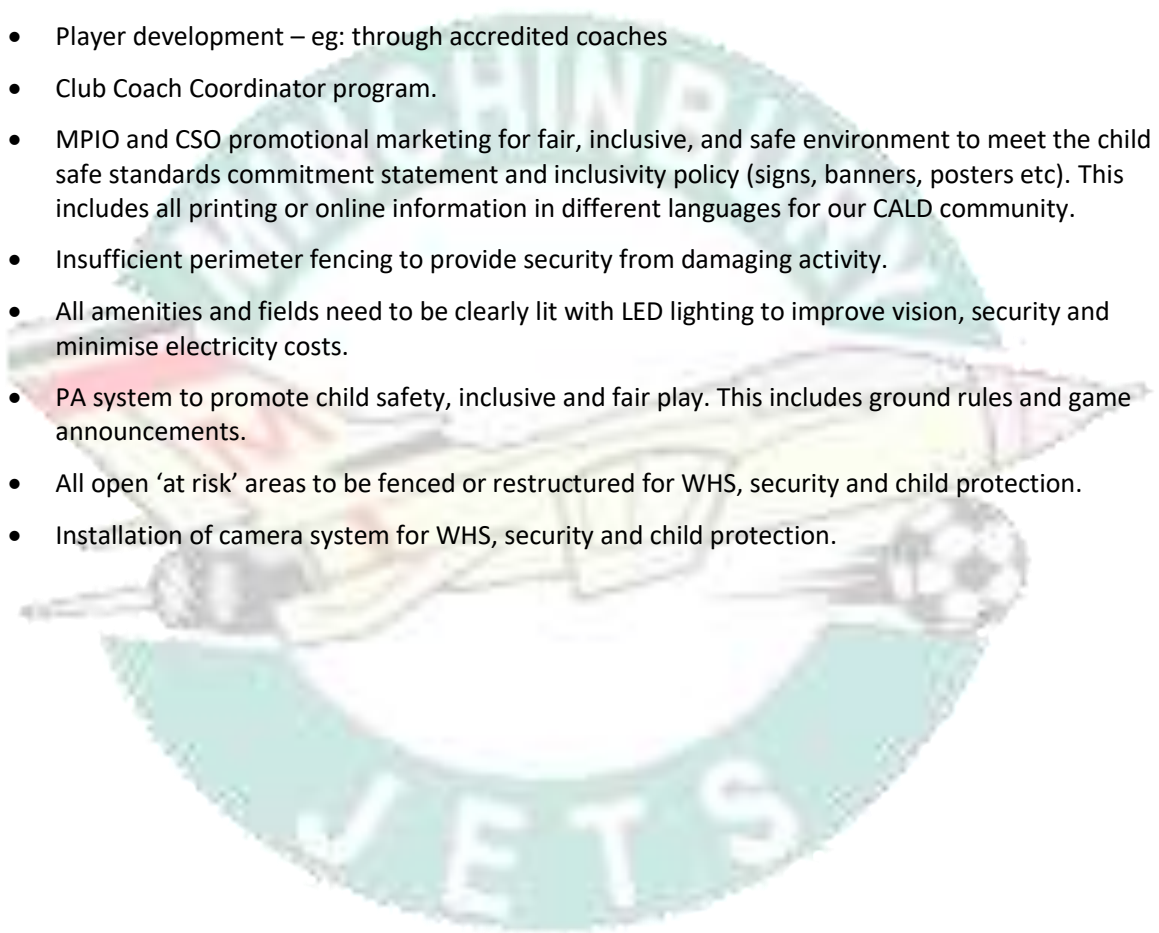 • Player development – eg: through accredited coaches
• Club Coach Coordinator program.
• MPIO and CSO promotional marketing for fair, inclusive, and safe environment to meet the child
safe standards commitment statement and inclusivity policy (signs, banners, posters etc). This
includes all printing or online information in different languages for our CALD community.
• Insufficient perimeter fencing to provide security from damaging activity.
• All amenities and fields need to be clearly lit with LED lighting to improve vision, security and
minimise electricity costs.
• PA system to promote child safety, inclusive and fair play. This includes ground rules and game
announcements.
• All open ‘at risk’ areas to be fenced or restructured for WHS, security and child protection.
• Installation of camera system for WHS, security and child protection.
MINCHINBURY
M
J
JETS